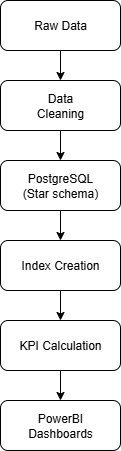 Raw Data
Data
Cleaning
PostgreSQL
(Star schema)
Index Creation
KPI Calculation
PowerBI
Dashboards